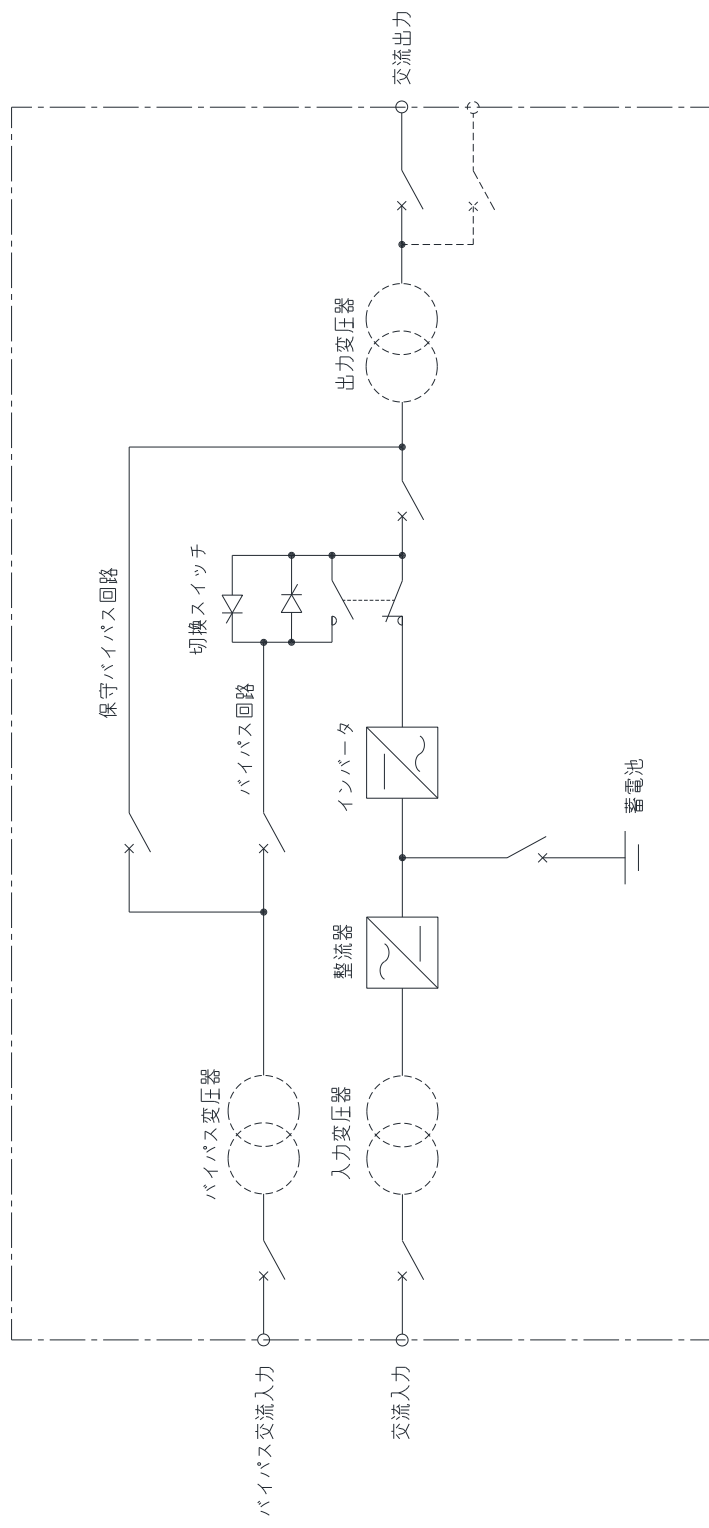 保守バイパス回路
切換スイッチ
バイパス回路
バイパス変圧器
バイパス交流入力
交流入力
入力変圧器
整流器
インバータ
出力変圧器
交流出力
蓄電池